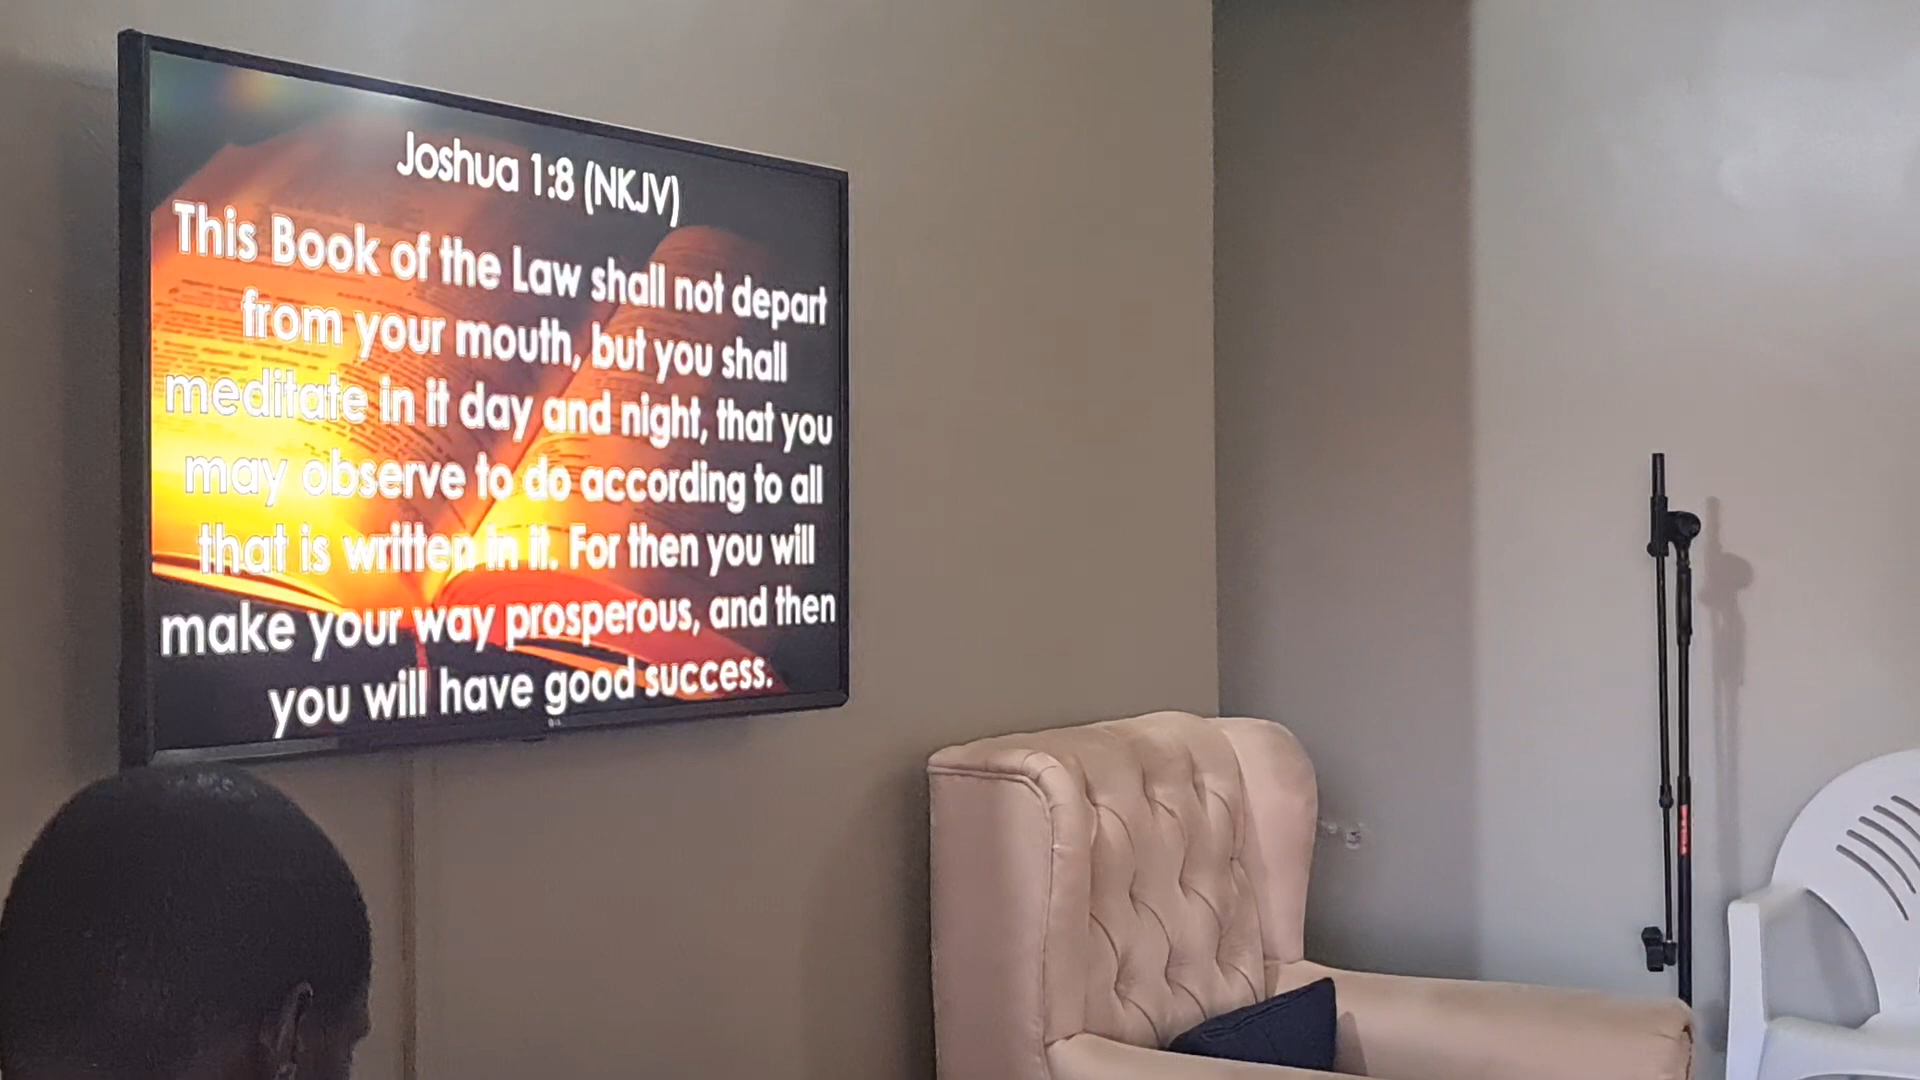 Joshua 1:8 (NKJV)
This Book of the Law shall not depart
from your mouth, but you shall
meditate in it day and night, that you
may observe to do according to all
that is written in it. For then you will
make your way prosperous, and then
you will have good success.